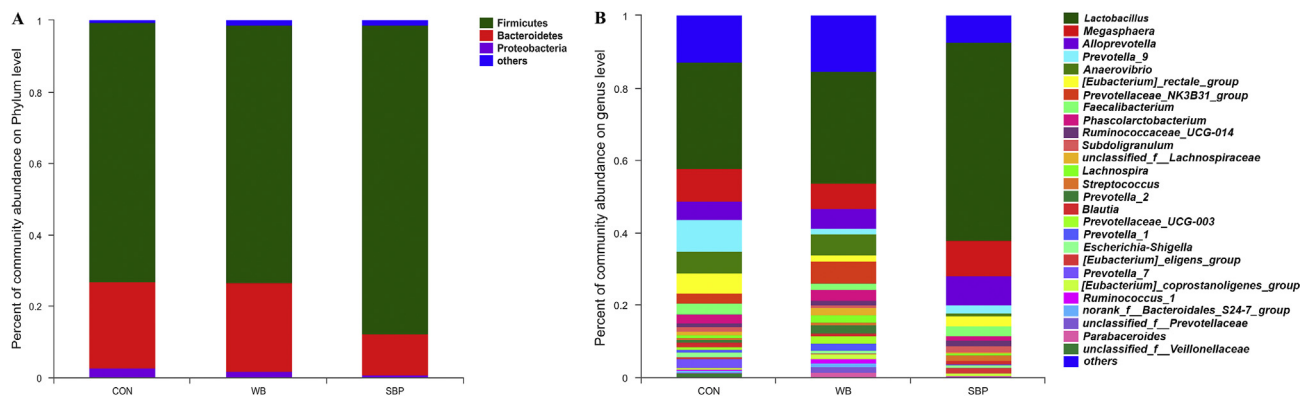 A
Percent of community abundance on Phylum level
1
0.8
0.6
0.4
0.2
0
CON
WB
SBP
Firmicutes
Bacteroidetes
Proteobacteria
others
B
Percent of community abundance on genus level
1
0.8
0.6
0.4
0.2
0
CON
WB
SBP
Lactobacillus
Megasphaera
Alloprevotella
Prevotella_9
Anaerovibrio
[Eubacterium]_rectale_group
Prevotellaceae_NK3B31_group
Faecalibacterium
Phascolarctobacterium
Ruminococcaceae_UCG-014
Subdoligranulum
unclassified_f__Lachnospiraceae
Lachnospira
Streptococcus
Prevotella_2
Blautia
Prevotellaceae_UCG-003
Prevotella_1
Escherichia-Shigella
[Eubacterium]_eligens_group
Prevotella_7
[Eubacterium]_coprostanoligenes_group
Ruminococcus_1
norank_f__Bacteroidales_S24-7_group
unclassified_f__Prevotellaceae
Parabacteroides
unclassified_f__Veillonellaceae
others